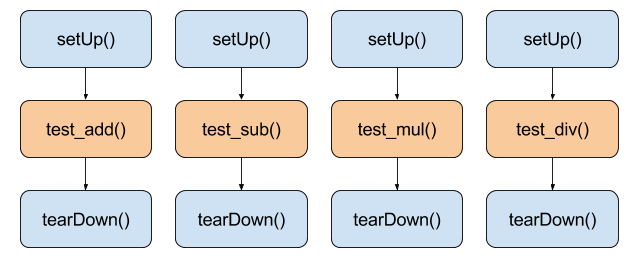 setUp() setUp() setUp() setUp()
test_add() test_sub() test_mul() test_div()
tearDown() tearDown() tearDown() tearDown()